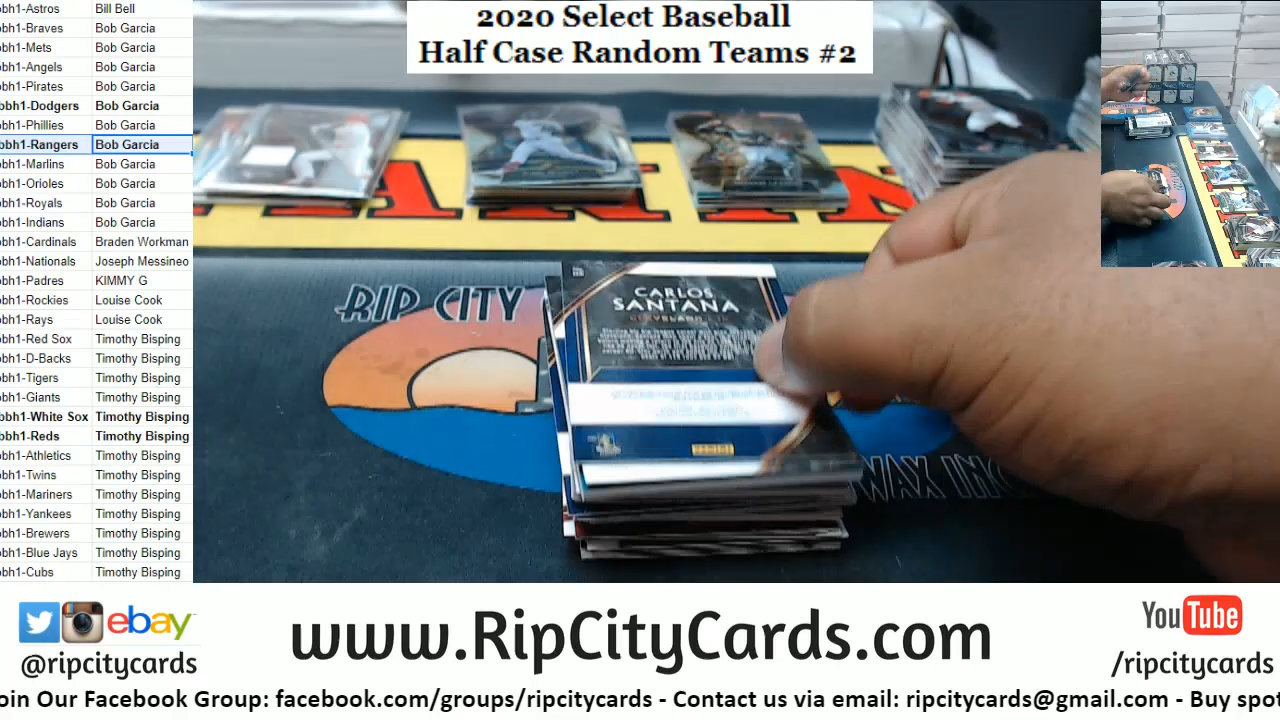 2020 Select Baseball
Half Case Random Teams #2
bh1-Astros Bill Bell
bh1-Braves Bob Garcia
bh1-Mets Bob Garcia
bh1-Angels Bob Garcia
bh1-Pirates Bob Garcia
bbh1-Dodgers Bob Garcia
bh1-Phillies Bob Garcia
bbh1-Rangers Bob Garcia
bh1-Marlins Bob Garcia
bh1-Orioles Bob Garcia
bh1-Royals Bob Garcia
bh1-Indians Bob Garcia
bh1-Cardinals Braden Workman
bh1-Nationals Joseph Messineo
bh1-Padres KIMMY G
bh1-Rockies Louise Cook
bh1-Rays Louise Cook
bh1-Red Sox Timothy Bisping
bh1-D-Backs Timothy Bisping
bh1-Tigers Timothy Bisping
bh1-Giants Timothy Bisping
bbh1-White Sox Timothy Bisping
bbh1-Reds Timothy Bisping
bh1-Athletics Timothy Bisping
bh1-Twins Timothy Bisping
bh1-Mariners Timothy Bisping
bh1-Yankees Timothy Bisping
bh1-Brewers Timothy Bisping
bh1-Blue Jays Timothy Bisping
bh1-Cubs Timothy Bisping
RIP CITY
CARLOS
SANTANA
PANINI
WAX INC
ebay
@ripcitycards
www.RipCityCards.com
YouTube
/ripcitycards
oin Our Facebook Group: facebook.com/groups/ripcitycards - Contact us via email: ripcitycards@gmail.com - Buy spot